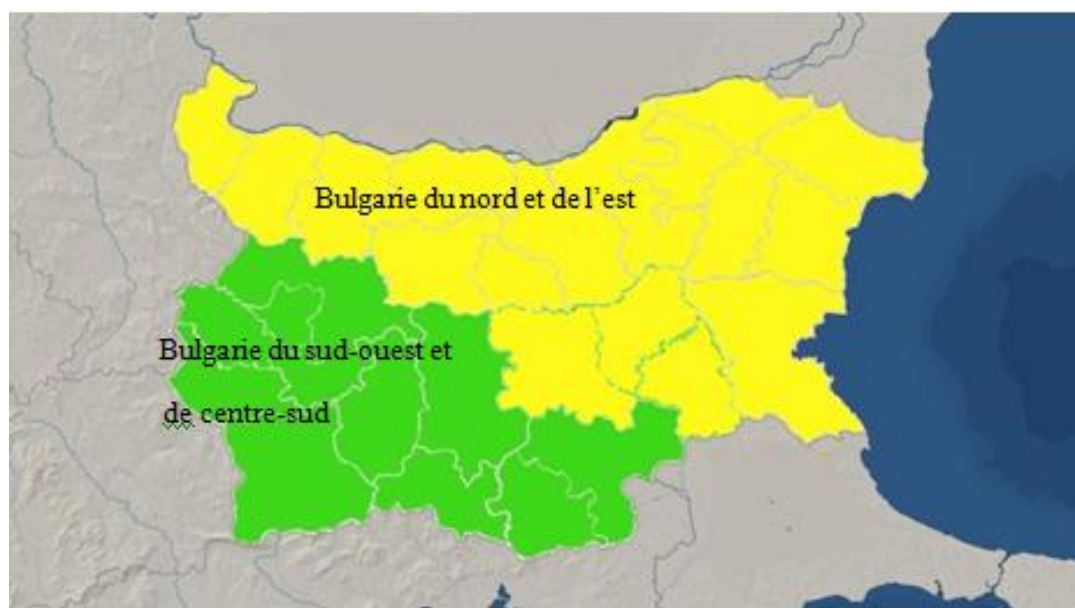 Bulgarie du nord et de l’est
Bulgarie du sud-ouest et
de centre-sud